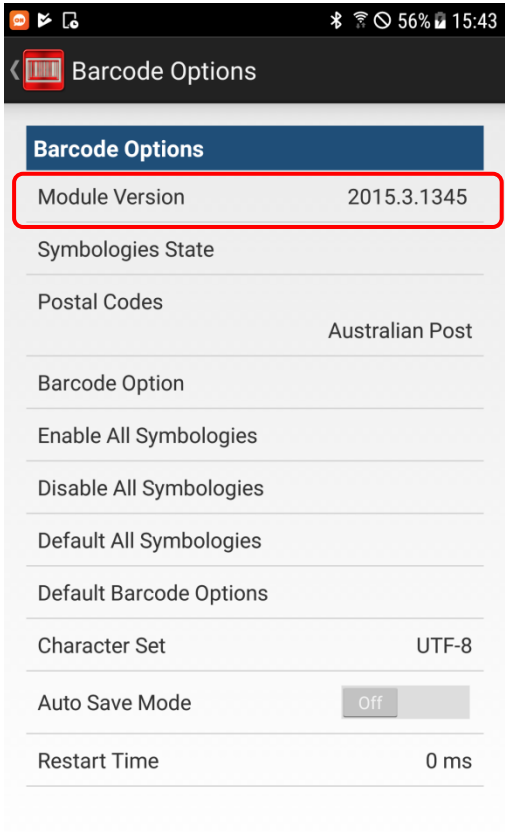 56% 15:43
Barcode Options
Barcode Options
Module Version 2015.3.1345
Symbologies State
Postal Codes
Australian Post
Barcode Option
Enable All Symbologies
Disable All Symbologies
Default All Symbologies
Default Barcode Options
Character Set UTF-8
Auto Save Mode Off
Restart Time 0 ms